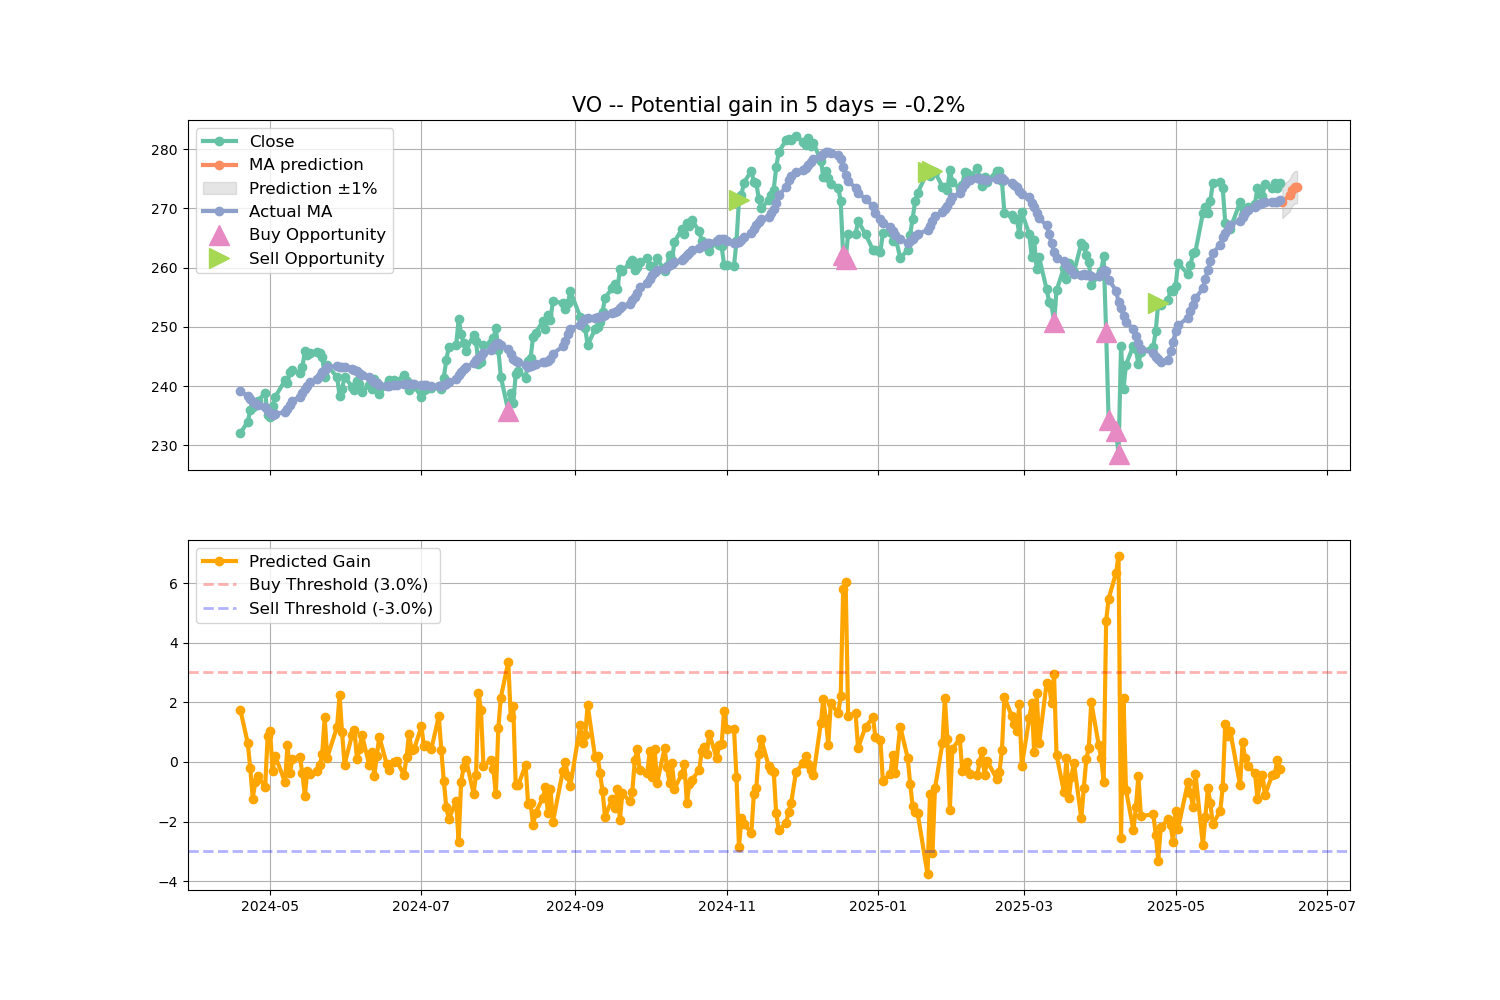 VO -- Potential gain in 5 days = -0.2%
Close
MA prediction
Prediction ±1%
Actual MA
Buy Opportunity
Sell Opportunity
280
270
260
250
240
230
Predicted Gain
Buy Threshold (3.0%)
Sell Threshold (-3.0%)
6
4
2
0
−2
−4
2024-05 2024-07 2024-09 2024-11 2025-01 2025-03 2025-05 2025-07